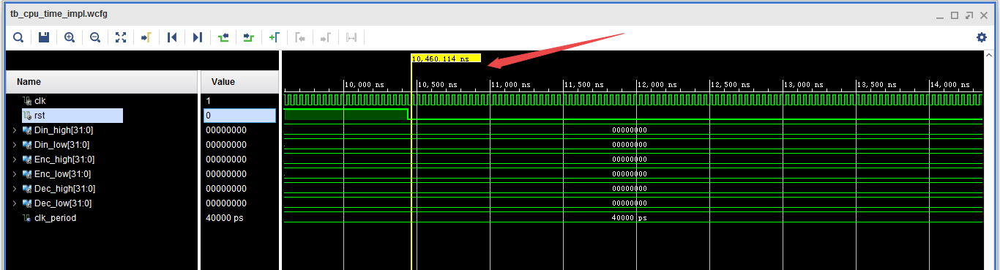 tb_cpu_time_impl.wcfg
10,460.114 ns
Name Value
10,000 ns 10,500 ns 11,000 ns 11,500 ns 12,000 ns 12,500 ns 13,000 ns 13,500 ns 14,000 ns
clk 1
rst 0
Din_high[31:0] 00000000 00000000
Din_low[31:0] 00000000 00000000
Enc_high[31:0] 00000000 00000000
Enc_low[31:0] 00000000 00000000
Dec_high[31:0] 00000000 00000000
Dec_low[31:0] 00000000 00000000
clk_period 40000 ps 40000 ps